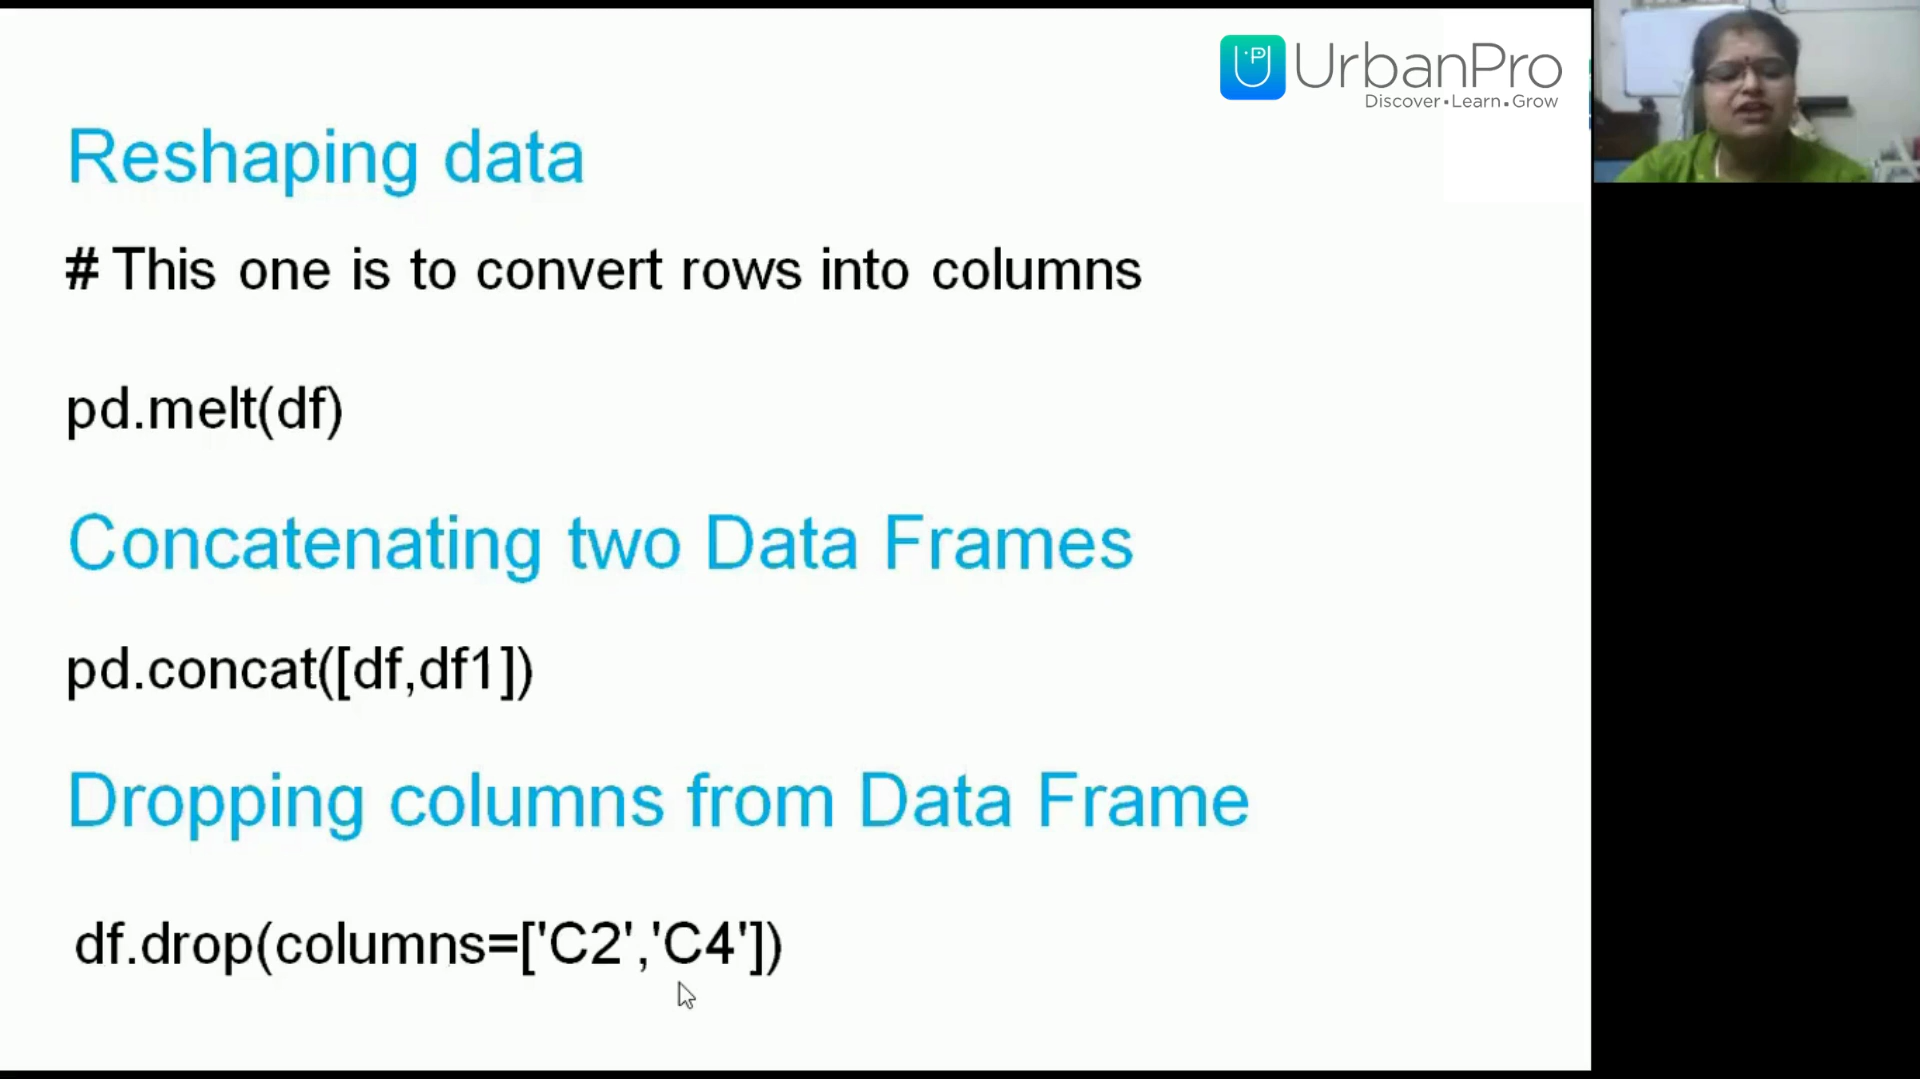 UrbanPro
Discover▪Learn▪Grow
Reshaping data
# This one is to convert rows into columns
pd.melt(df)
Concatenating two Data Frames
pd.concat([df,df1])
Dropping columns from Data Frame
df.drop(columns=['C2','C4'])